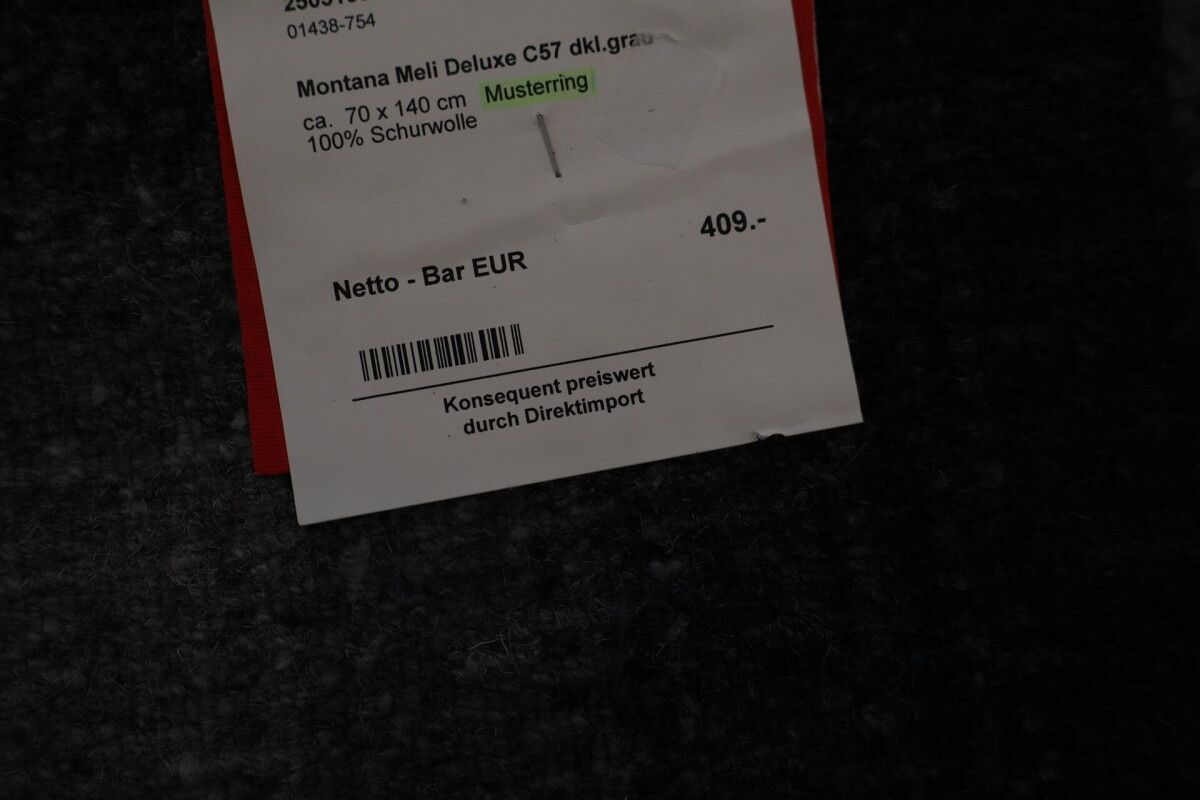 01438-754
Montana Meli Deluxe C57 dkl.grau
ca. 70 x 140 cm Musterring
100% Schurwolle
409.-
Netto - Bar EUR
Konsequent preiswert
durch Direktimport